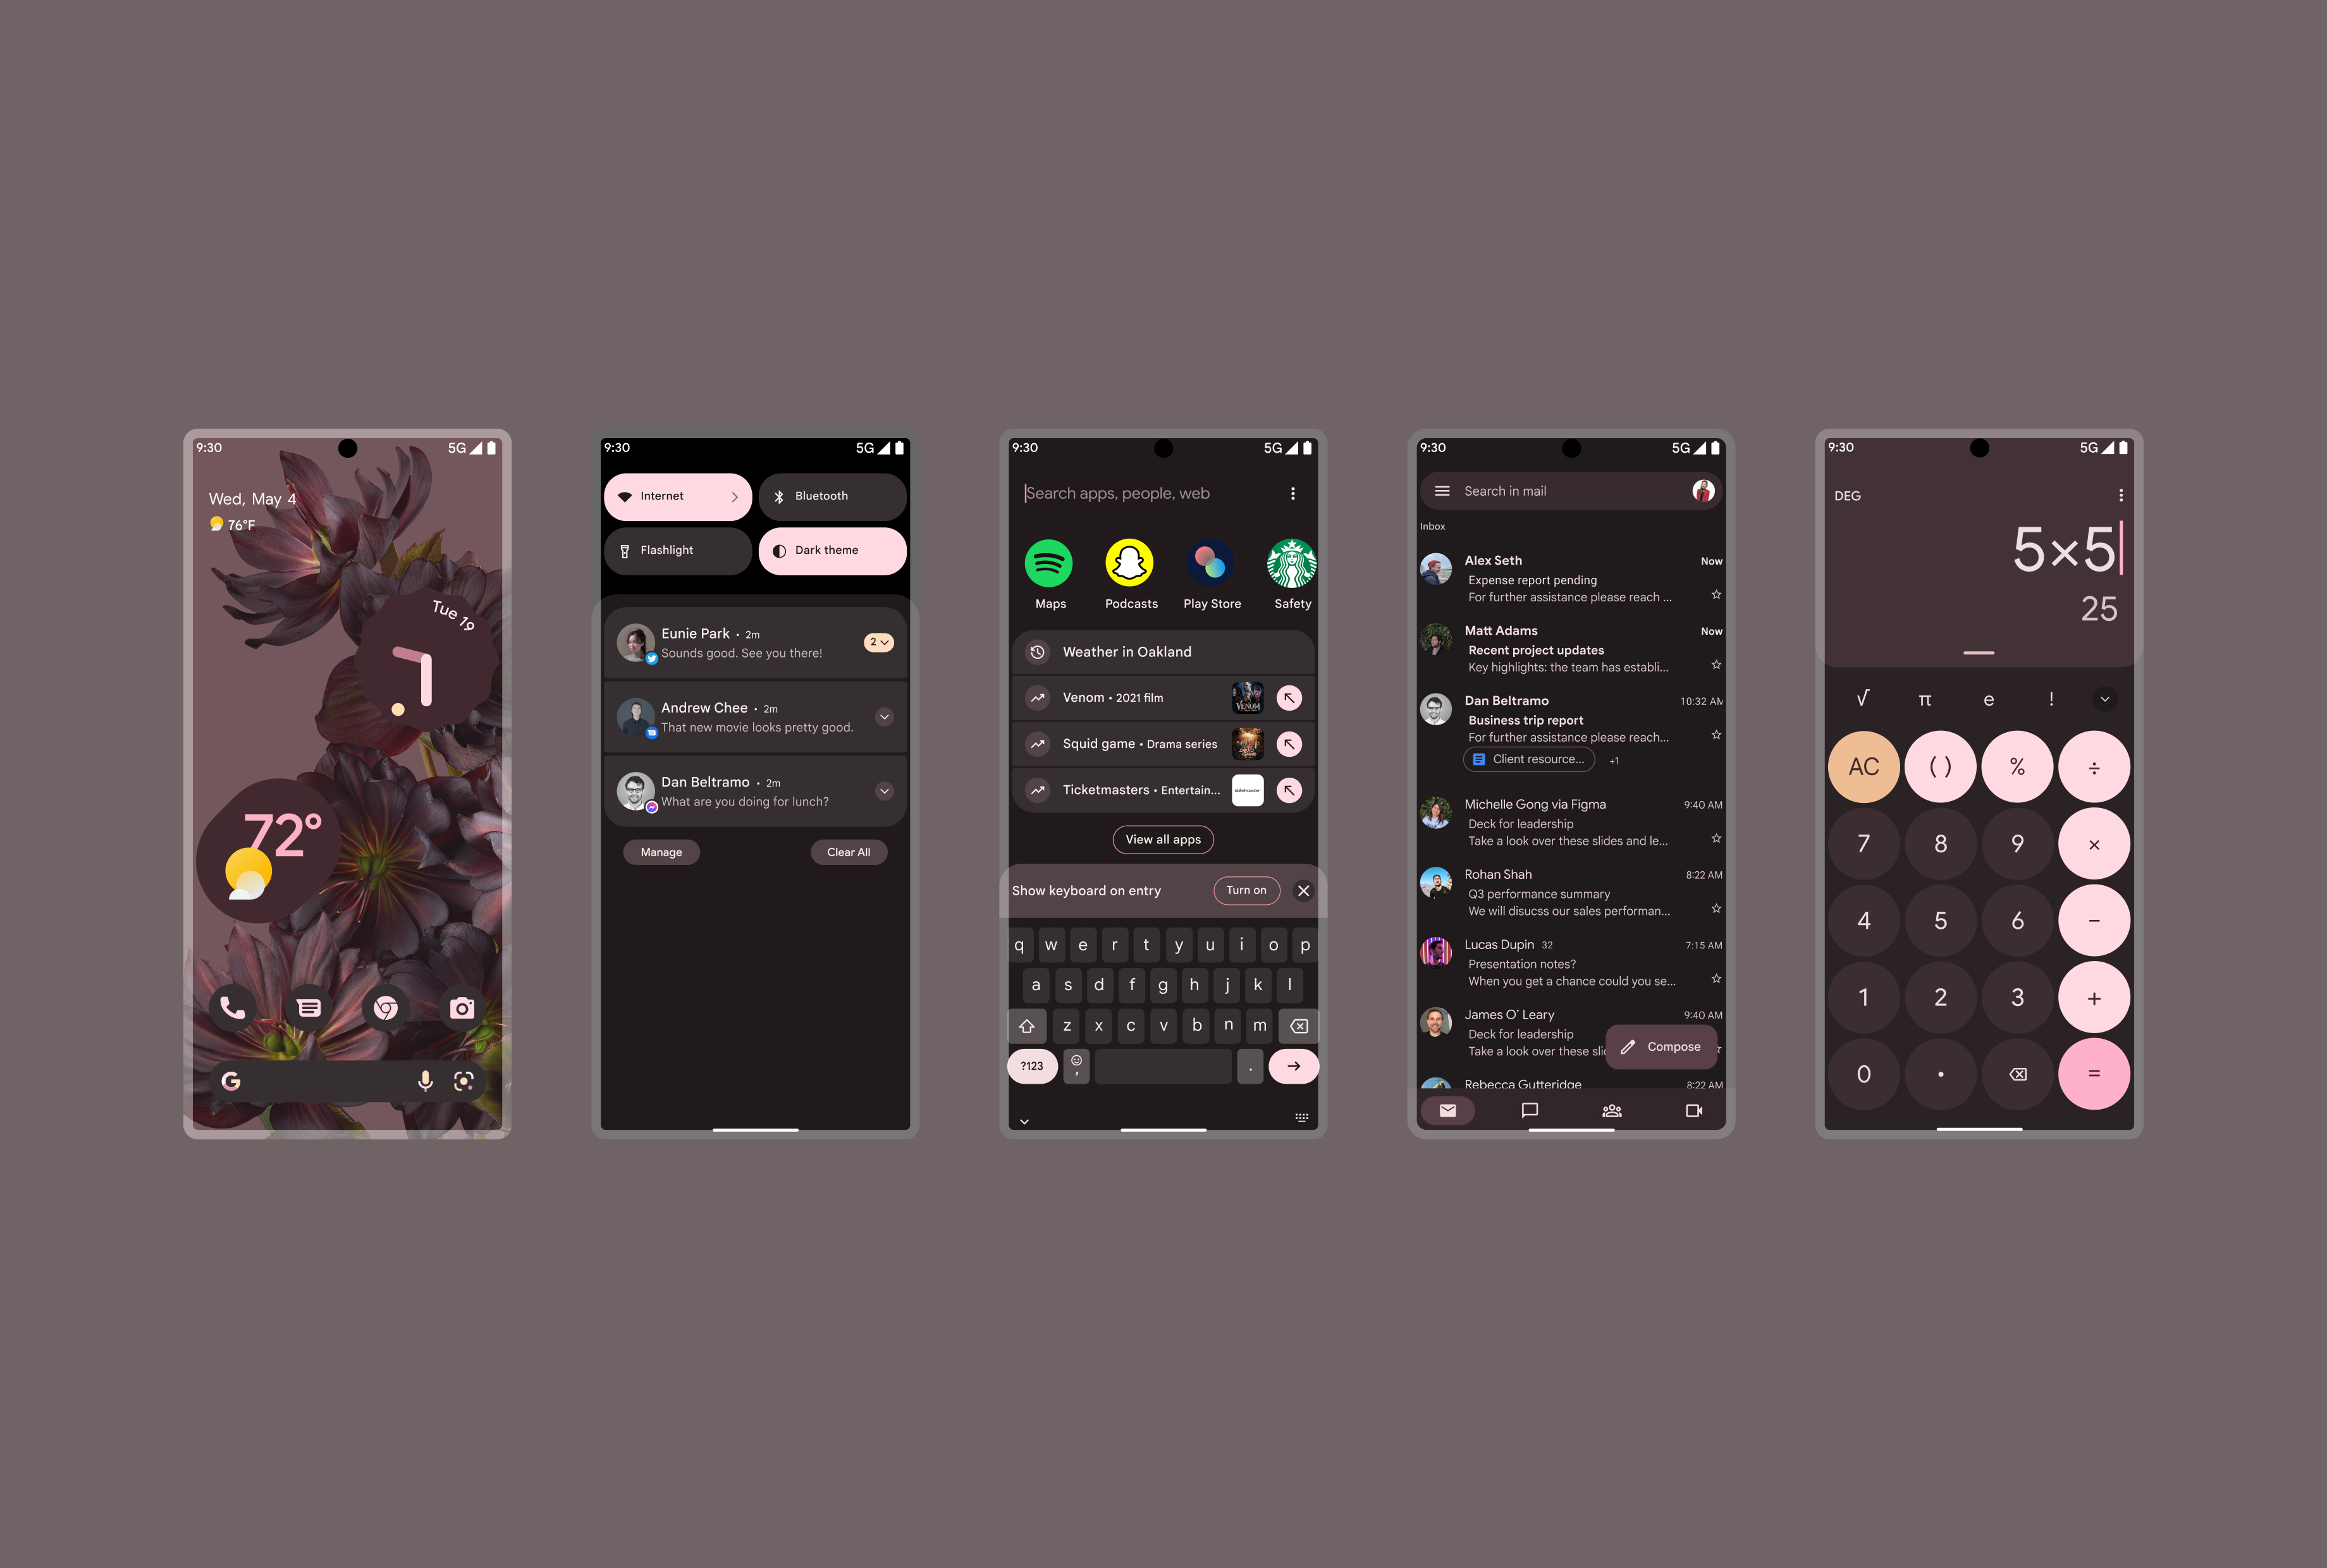 9:30
5G
Wed, May 4
76°F
Tue 19
72°
G
9:30
5G
Internet
Bluetooth
Flashlight
Dark theme
Eunie Park • 2m
2
Sounds good. See you there!
Andrew Chee • 2m
That new movie looks pretty good.
Dan Beltramo • 2m
What are you doing for lunch?
Manage
Clear All
9:30
5G
Search apps, people, web
Maps
Podcasts
Play Store
Safety
Weather in Oakland
Venom • 2021 film
VENOM
Squid game • Drama series
Ticketmasters • Entertain...
ticketmaster
View all apps
Show keyboard on entry
Turn on
q w e r t y u i o p
a s d f g h j k l
z x c v b n m
?123
,
.
9:30
5G
Search in mail
Inbox
Alex Seth
Now
Expense report pending
For further assistance please reach ...
Matt Adams
Now
Recent project updates
Key highlights: the team has establi...
Dan Beltramo
10:32 AM
Business trip report
For further assistance please reach...
Client resource...
+1
Michelle Gong via Figma
9:40 AM
Deck for leadership
Take a look over these slides and le...
Rohan Shah
8:22 AM
Q3 performance summary
We will disucss our sales performan...
Lucas Dupin 32
7:15 AM
Presentation notes?
When you get a chance could you se...
James O' Leary
9:40 AM
Deck for leadership
Take a look over these slid
Compose
Rebecca Gutteridge
8:22 AM
9:30
5G
DEG
5×5
25
√ π e !
AC ( ) % ÷
7 8 9 ×
4 5 6 −
1 2 3 +
0 . =